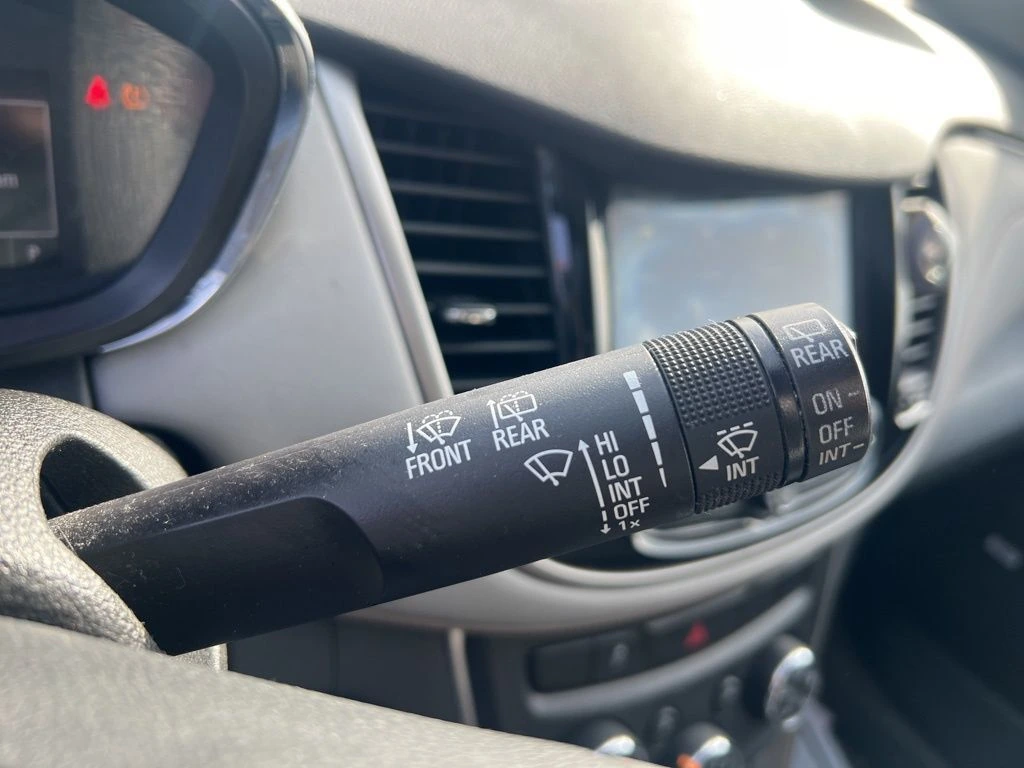 FRONT
REAR
HI
LO
INT
OFF
1x
INT
REAR
ON
OFF
INT